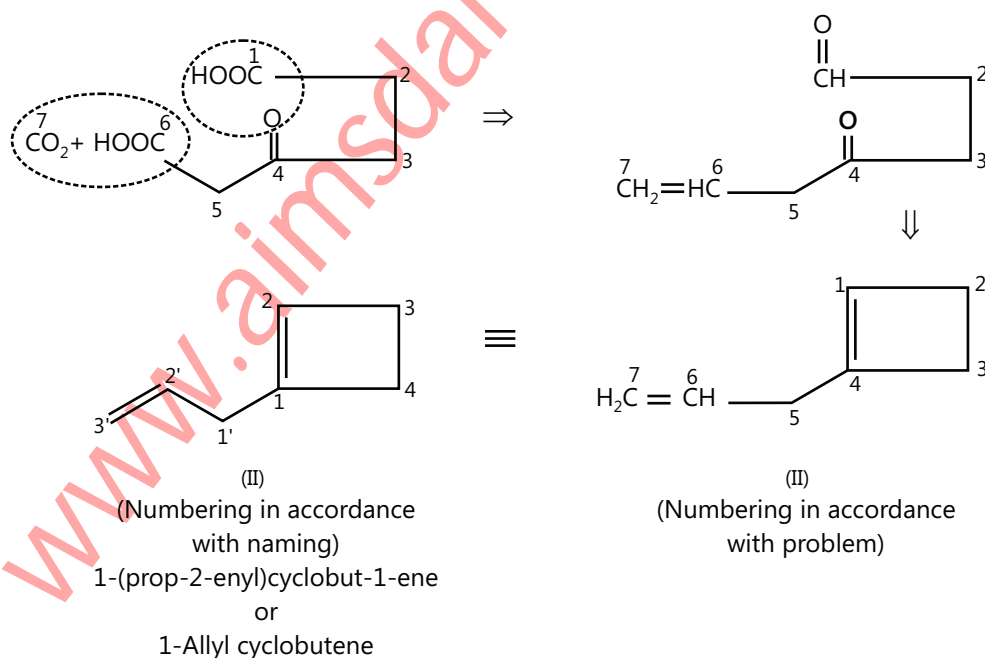 1
HOOC
2
O
7
6
CO2+ HOOC
4
3
5
⇒
O
CH
2
O
7
6
4
3
CH2=HC
5
⇓
2
3
2'
3'
1
4
1'
≡
1
2
7
6
3
H2C = CH
4
5
(II)
(Numbering in accordance
with naming)
1-(prop-2-enyl)cyclobut-1-ene
or
1-Allyl cyclobutene
(II)
(Numbering in accordance
with problem)
www.aimsdar